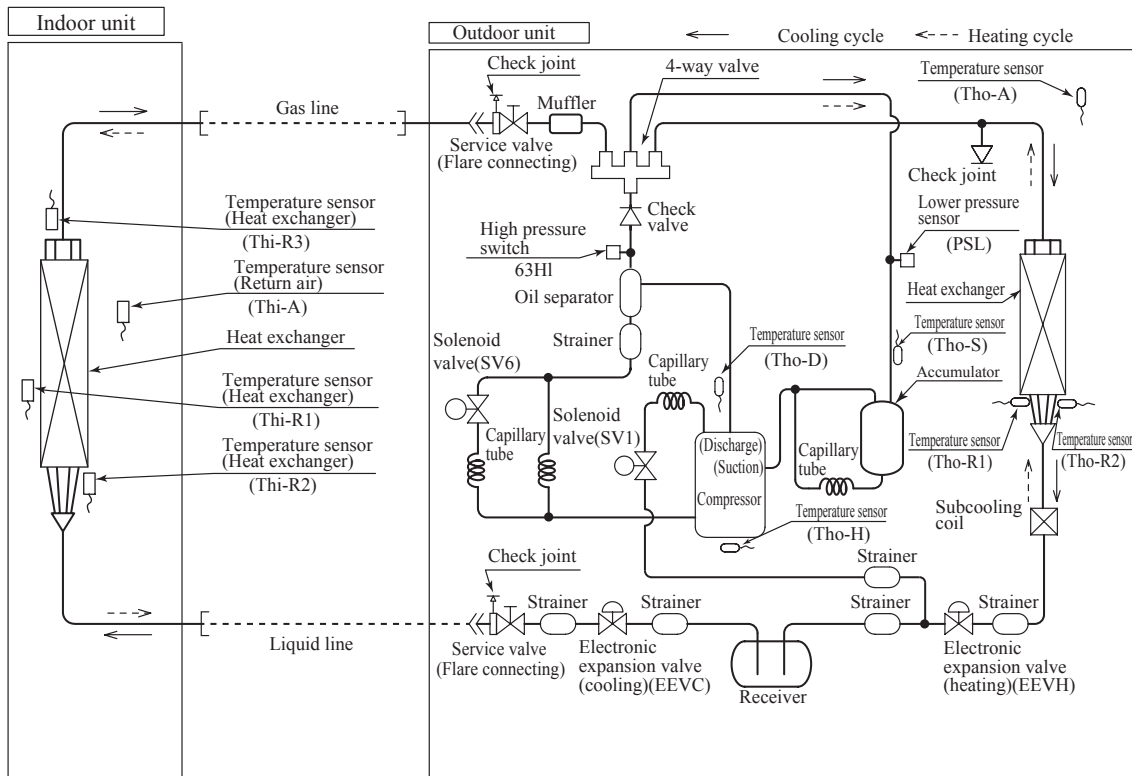 Indoor unit
Outdoor unit
Cooling cycle
Heating cycle
Check joint
4-way valve
Temperature sensor
(Tho-A)
Gas line
Muffler
Service valve
(Flare connecting)
Check joint
Temperature sensor
(Heat exchanger)
(Thi-R3)
Check
valve
High pressure
switch
63Hl
Lower pressure
sensor
(PSL)
Temperature sensor
(Return air)
(Thi-A)
Oil separator
Heat exchanger
Heat exchanger
Strainer
Solenoid
valve(SV6)
Temperature sensor
(Tho-D)
Temperature sensor
(Tho-S)
Capillary
tube
Accumulator
Temperature sensor
(Heat exchanger)
(Thi-R1)
Solenoid
valve(SV1)
Capillary
tube
(Discharge)
(Suction)
Compressor
Capillary
tube
Temperature sensor
(Tho-R1)
Temperature sensor
(Tho-R2)
Temperature sensor
(Heat exchanger)
(Thi-R2)
Temperature sensor
(Tho-H)
Subcooling
coil
Check joint
Strainer
Strainer
Strainer
Strainer
Strainer
Liquid line
Service valve
(Flare connecting)
Electronic
expansion valve
(cooling)(EEVC)
Receiver
Electronic
expansion valve
(heating)(EEVH)